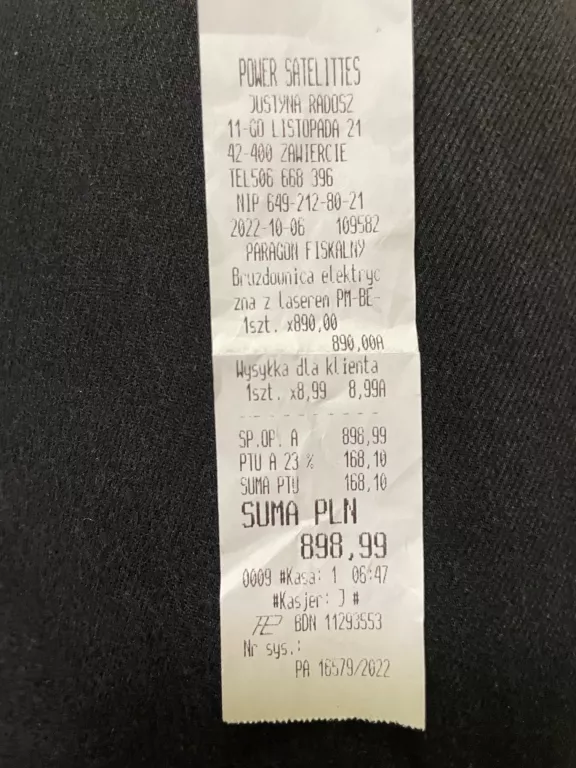 POWER SATELITTES
JUSTYNA RADOSZ
11-GO LISTOPADA 21
42-400 ZAWIERCIE
TEL506 668 396
NIP 649-212-80-21
2022-10-06 109582
PARAGON FISKALNY
Bruzdownica elektryc
zna z laserem PM-BE-
1szt. x890,00
890,00A
Wysyłka dla klienta
1szt. x8,99 8,99A
SP.OP. A 898,99
PTU A 23 % 168,10
SUMA PTU 168,10
SUMA PLN
898,99
0009 #Kasa: 1 06:47
#Kasjer: J #
BDN 11293553
Nr sys.:
PA 16579/2022